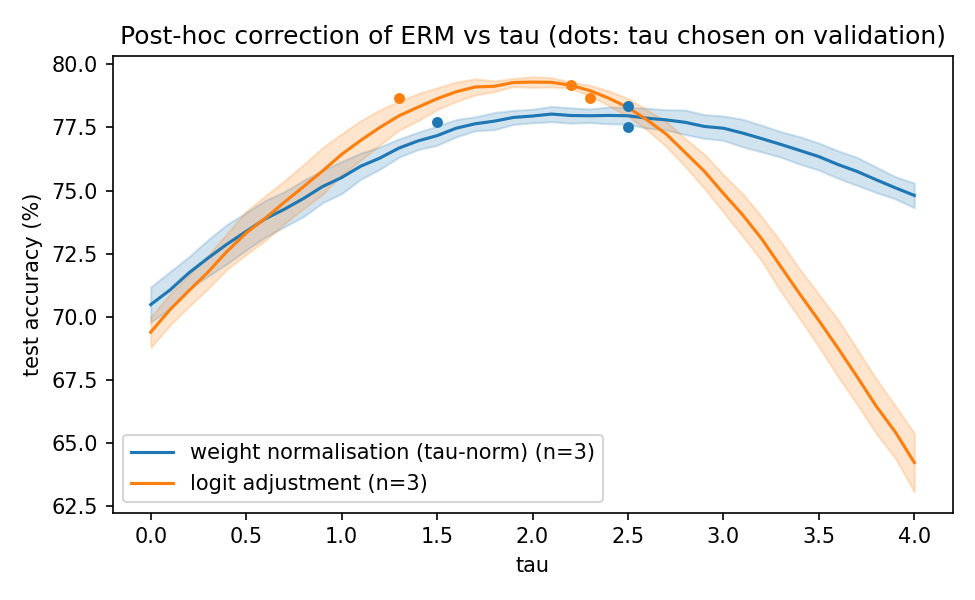 Post-hoc correction of ERM vs tau (dots: tau chosen on validation)
test accuracy (%)
80.0
77.5
75.0
72.5
70.0
67.5
65.0
62.5
weight normalisation (tau-norm) (n=3)
logit adjustment (n=3)
0.0 0.5 1.0 1.5 2.0 2.5 3.0 3.5 4.0
tau